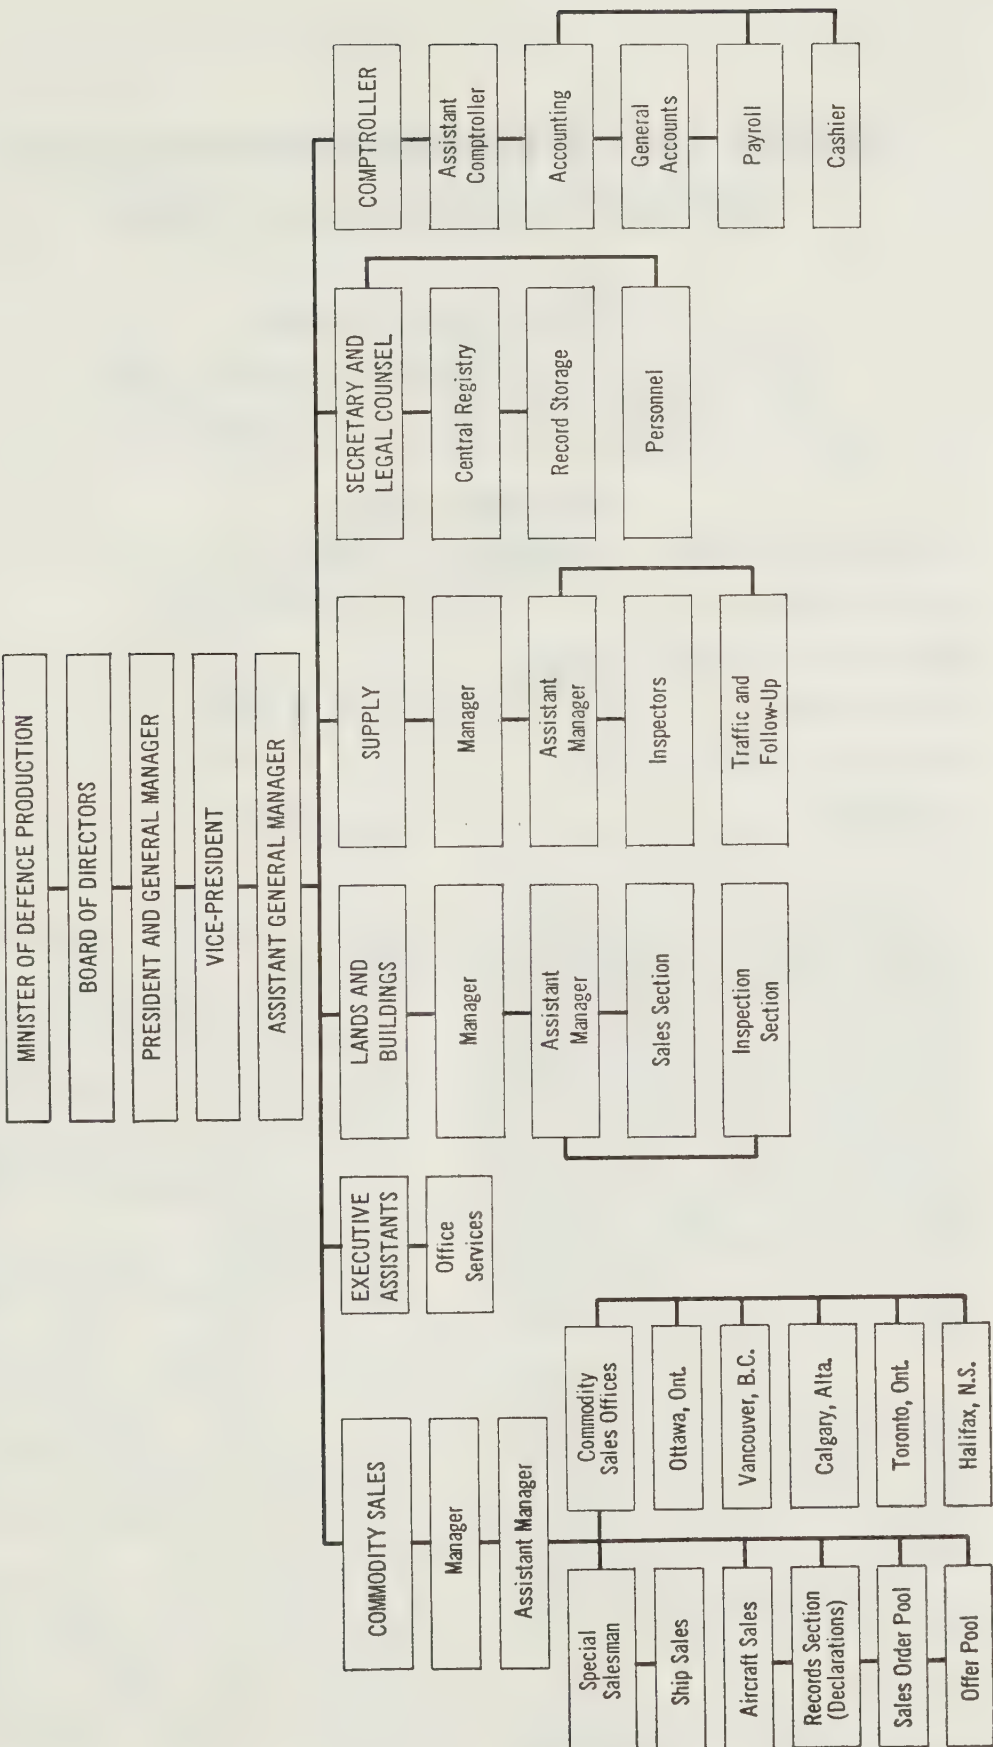 MINISTER OF DEFENCE PRODUCTION
BOARD OF DIRECTORS
PRESIDENT AND GENERAL MANAGER
VICE-PRESIDENT
ASSISTANT GENERAL MANAGER
COMMODITY SALES
Manager
Assistant Manager
Special
Salesman
Ship Sales
Aircraft Sales
Records Section
(Declarations)
Sales Order Pool
Offer Pool
Commodity
Sales Offices
Ottawa, Ont.
Vancouver, B.C.
Calgary, Alta.
Toronto, Ont.
Halifax, N.S.
EXECUTIVE
ASSISTANTS
Office
Services
LANDS AND
BUILDINGS
Manager
Assistant
Manager
Sales Section
Inspection
Section
SUPPLY
Manager
Assistant
Manager
Inspectors
Traffic and
Follow-Up
SECRETARY AND
LEGAL COUNSEL
Central Registry
Record Storage
Personnel
COMPTROLLER
Assistant
Comptroller
Accounting
General
Accounts
Payroll
Cashier